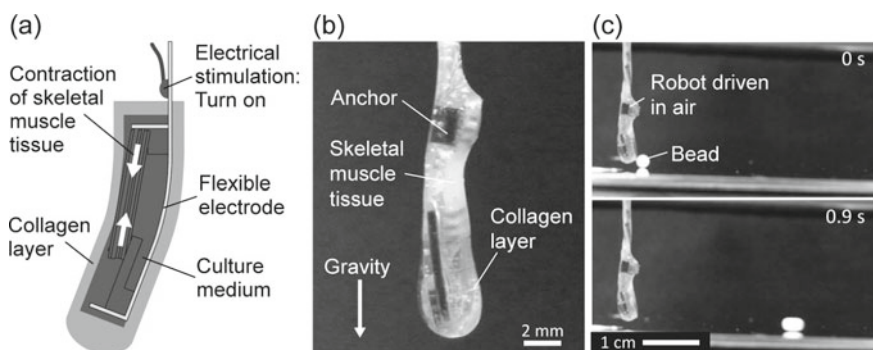 (a)
Electrical
stimulation:
Turn on
Contraction
of skeletal
muscle
tissue
Flexible
electrode
Collagen
layer
Culture
medium
(b)
Anchor
Skeletal
muscle
tissue
Collagen
layer
Gravity
2 mm
(c)
0 s
Robot driven
in air
Bead
0.9 s
1 cm